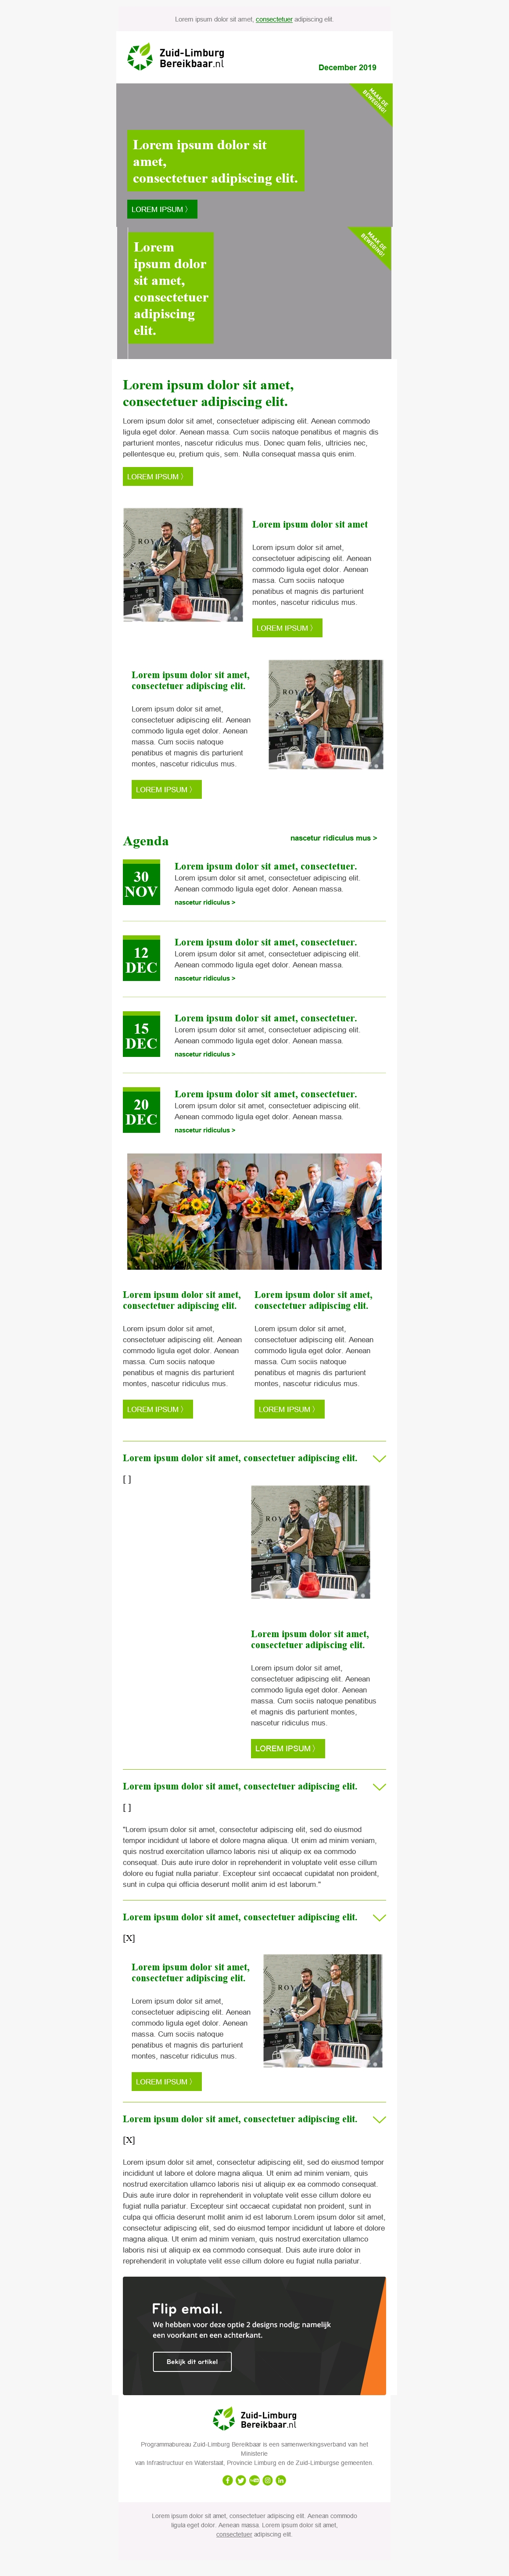 Lorem ipsum dolor sit amet, consectetuer adipiscing elit.
Zuid-Limburg
Bereikbaar.nl
December 2019
MAAK DE
BEWEGING!
Lorem ipsum dolor sit
amet,
consectetuer adipiscing elit.
LOREM IPSUM 〉
MAAK DE
BEWEGING!
Lorem
ipsum dolor
sit amet,
consectetuer
adipiscing
elit.
Lorem ipsum dolor sit amet,
consectetuer adipiscing elit.
Lorem ipsum dolor sit amet, consectetuer adipiscing elit. Aenean commodo
ligula eget dolor. Aenean massa. Cum sociis natoque penatibus et magnis dis
parturient montes, nascetur ridiculus mus. Donec quam felis, ultricies nec,
pellentesque eu, pretium quis, sem. Nulla consequat massa quis enim.
LOREM IPSUM 〉
Lorem ipsum dolor sit amet
Lorem ipsum dolor sit amet,
consectetuer adipiscing elit. Aenean
commodo ligula eget dolor. Aenean
massa. Cum sociis natoque
penatibus et magnis dis parturient
montes, nascetur ridiculus mus.
LOREM IPSUM 〉
Lorem ipsum dolor sit amet,
consectetuer adipiscing elit.
Lorem ipsum dolor sit amet,
consectetuer adipiscing elit. Aenean
commodo ligula eget dolor. Aenean
massa. Cum sociis natoque
penatibus et magnis dis parturient
montes, nascetur ridiculus mus.
LOREM IPSUM 〉
Agenda
nascetur ridiculus mus >
30
NOV
Lorem ipsum dolor sit amet, consectetuer.
Lorem ipsum dolor sit amet, consectetuer adipiscing elit.
Aenean commodo ligula eget dolor. Aenean massa.
nascetur ridiculus >
12
DEC
Lorem ipsum dolor sit amet, consectetuer.
Lorem ipsum dolor sit amet, consectetuer adipiscing elit.
Aenean commodo ligula eget dolor. Aenean massa.
nascetur ridiculus >
15
DEC
Lorem ipsum dolor sit amet, consectetuer.
Lorem ipsum dolor sit amet, consectetuer adipiscing elit.
Aenean commodo ligula eget dolor. Aenean massa.
nascetur ridiculus >
20
DEC
Lorem ipsum dolor sit amet, consectetuer.
Lorem ipsum dolor sit amet, consectetuer adipiscing elit.
Aenean commodo ligula eget dolor. Aenean massa.
nascetur ridiculus >
Lorem ipsum dolor sit amet,
consectetuer adipiscing elit.
Lorem ipsum dolor sit amet,
consectetuer adipiscing elit. Aenean
commodo ligula eget dolor. Aenean
massa. Cum sociis natoque
penatibus et magnis dis parturient
montes, nascetur ridiculus mus.
LOREM IPSUM 〉
Lorem ipsum dolor sit amet,
consectetuer adipiscing elit.
Lorem ipsum dolor sit amet,
consectetuer adipiscing elit. Aenean
commodo ligula eget dolor. Aenean
massa. Cum sociis natoque
penatibus et magnis dis parturient
montes, nascetur ridiculus mus.
LOREM IPSUM 〉
Lorem ipsum dolor sit amet, consectetuer adipiscing elit.
[ ]
Lorem ipsum dolor sit amet,
consectetuer adipiscing elit.
Lorem ipsum dolor sit amet,
consectetuer adipiscing elit. Aenean
commodo ligula eget dolor. Aenean
massa. Cum sociis natoque penatibus
et magnis dis parturient montes,
nascetur ridiculus mus.
LOREM IPSUM 〉
Lorem ipsum dolor sit amet, consectetuer adipiscing elit.
[ ]
"Lorem ipsum dolor sit amet, consectetur adipiscing elit, sed do eiusmod
tempor incididunt ut labore et dolore magna aliqua. Ut enim ad minim veniam,
quis nostrud exercitation ullamco laboris nisi ut aliquip ex ea commodo
consequat. Duis aute irure dolor in reprehenderit in voluptate velit esse cillum
dolore eu fugiat nulla pariatur. Excepteur sint occaecat cupidatat non proident,
sunt in culpa qui officia deserunt mollit anim id est laborum."
Lorem ipsum dolor sit amet, consectetuer adipiscing elit.
[X]
Lorem ipsum dolor sit amet,
consectetuer adipiscing elit.
Lorem ipsum dolor sit amet,
consectetuer adipiscing elit. Aenean
commodo ligula eget dolor. Aenean
massa. Cum sociis natoque
penatibus et magnis dis parturient
montes, nascetur ridiculus mus.
LOREM IPSUM 〉
Lorem ipsum dolor sit amet, consectetuer adipiscing elit.
[X]
Lorem ipsum dolor sit amet, consectetur adipiscing elit, sed do eiusmod tempor
incididunt ut labore et dolore magna aliqua. Ut enim ad minim veniam, quis
nostrud exercitation ullamco laboris nisi ut aliquip ex ea commodo consequat.
Duis aute irure dolor in reprehenderit in voluptate velit esse cillum dolore eu
fugiat nulla pariatur. Excepteur sint occaecat cupidatat non proident, sunt in
culpa qui officia deserunt mollit anim id est laborum.Lorem ipsum dolor sit amet,
consectetur adipiscing elit, sed do eiusmod tempor incididunt ut labore et dolore
magna aliqua. Ut enim ad minim veniam, quis nostrud exercitation ullamco
laboris nisi ut aliquip ex ea commodo consequat. Duis aute irure dolor in
reprehenderit in voluptate velit esse cillum dolore eu fugiat nulla pariatur.
Flip email.
We hebben voor deze optie 2 designs nodig; namelijk
een voorkant en een achterkant.
Bekijk dit artikel
Zuid-Limburg
Bereikbaar.nl
Programmabureau Zuid-Limburg Bereikbaar is een samenwerkingsverband van het
Ministerie
van Infrastructuur en Waterstaat, Provincie Limburg en de Zuid-Limburgse gemeenten.
Lorem ipsum dolor sit amet, consectetuer adipiscing elit. Aenean commodo
ligula eget dolor. Aenean massa. Lorem ipsum dolor sit amet,
consectetuer adipiscing elit.